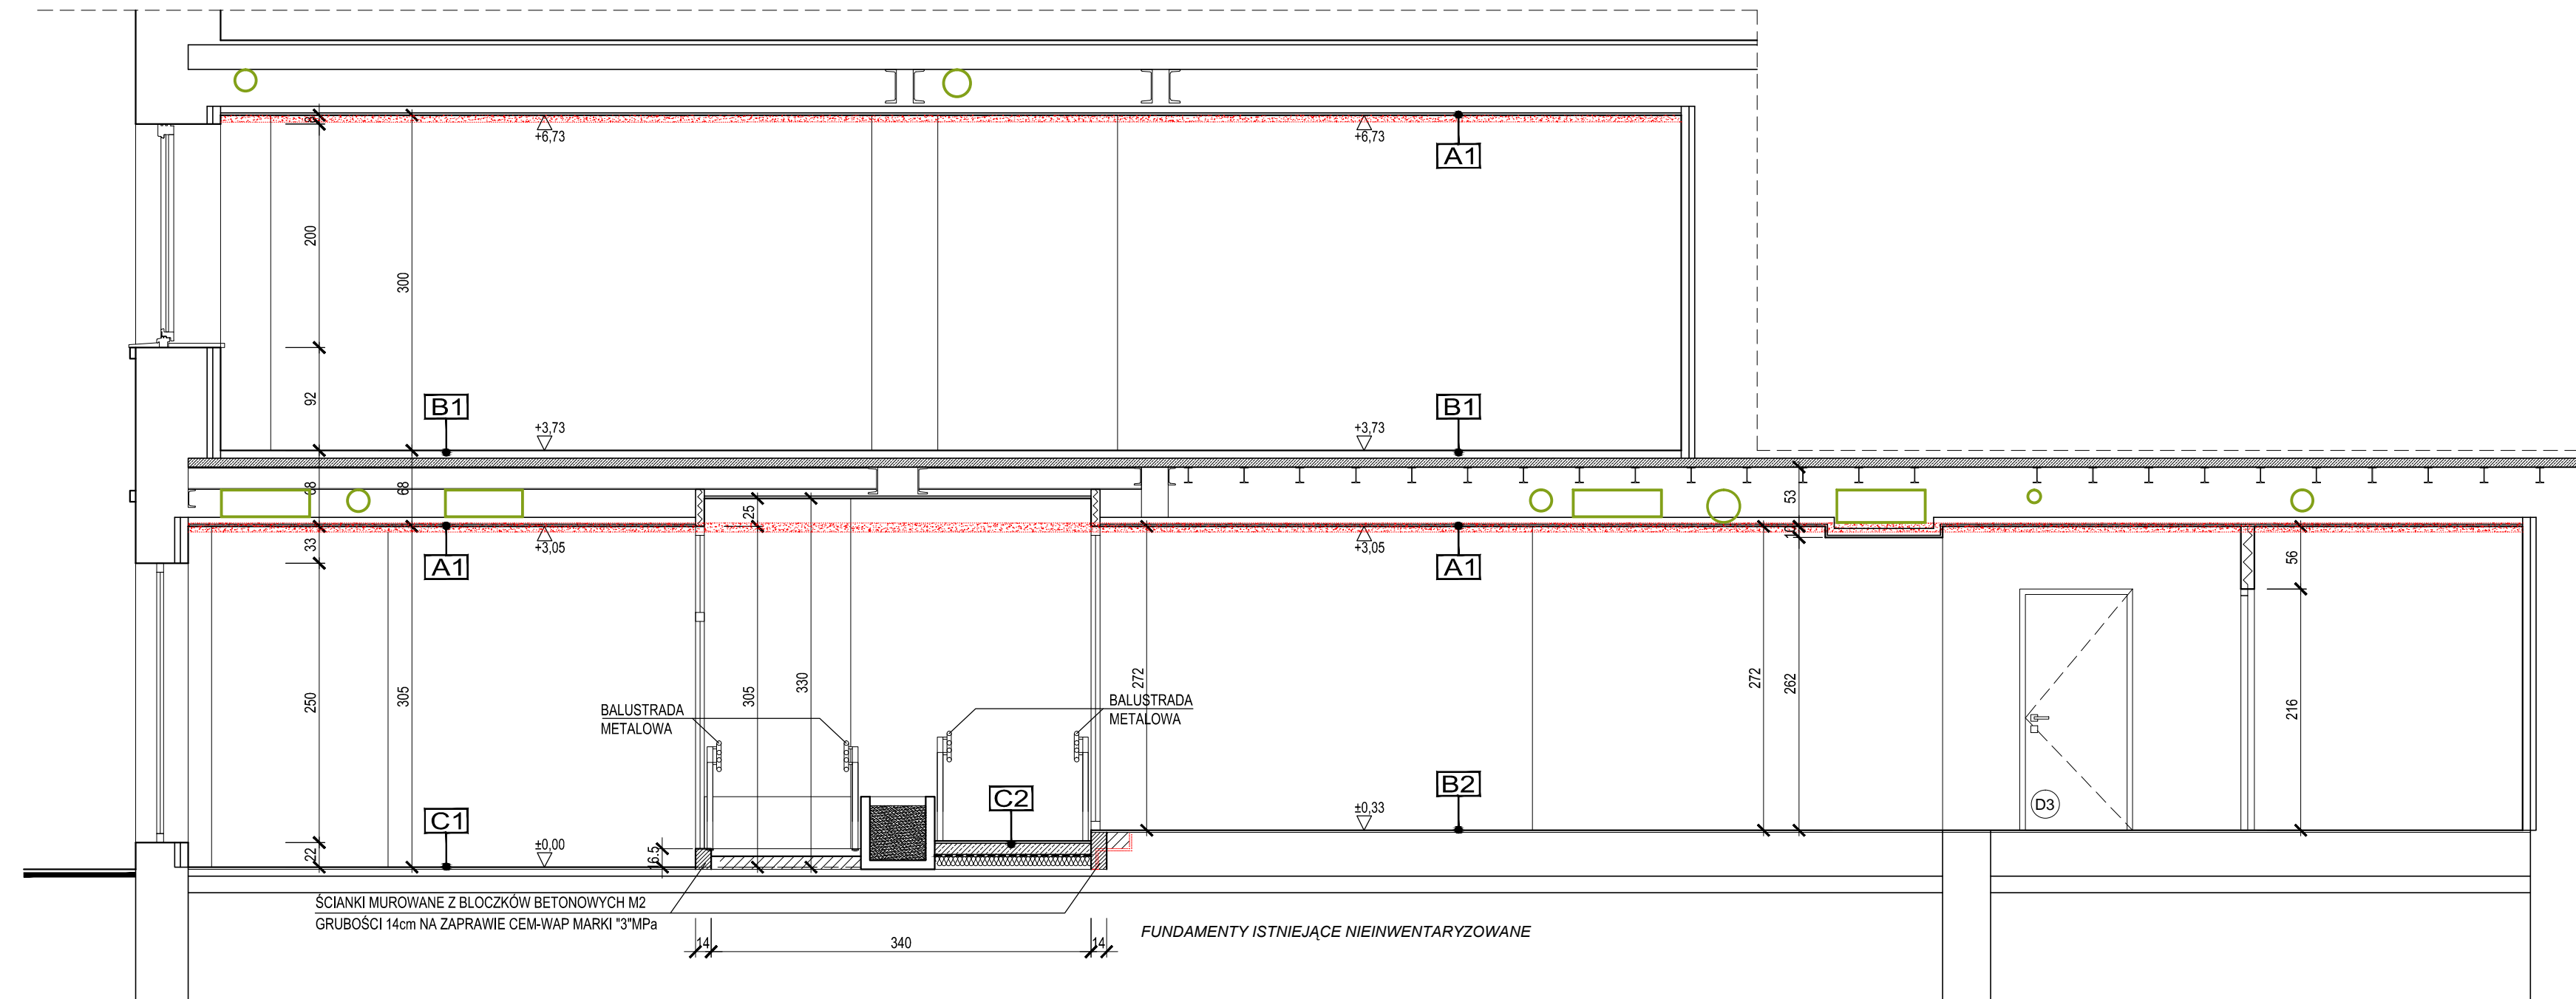 8
+6,73
+6,73
A1
200
300
92
B1
+3,73
+3,73
B1
68
68
25
53
33
+3,05
A1
+3,05
A1
10
56
250
305
305
330
272
272
262
216
BALUSTRADA
METALOWA
BALUSTRADA
METALOWA
C1
±0,00
C2
B2
±0,33
D3
22
16,5
ŚCIANKI MUROWANE Z BLOCZKÓW BETONOWYCH M2
GRUBOŚCI 14cm NA ZAPRAWIE CEM-WAP MARKI "3"MPa
14
340
14
FUNDAMENTY ISTNIEJĄCE NIEINWENTARYZOWANE